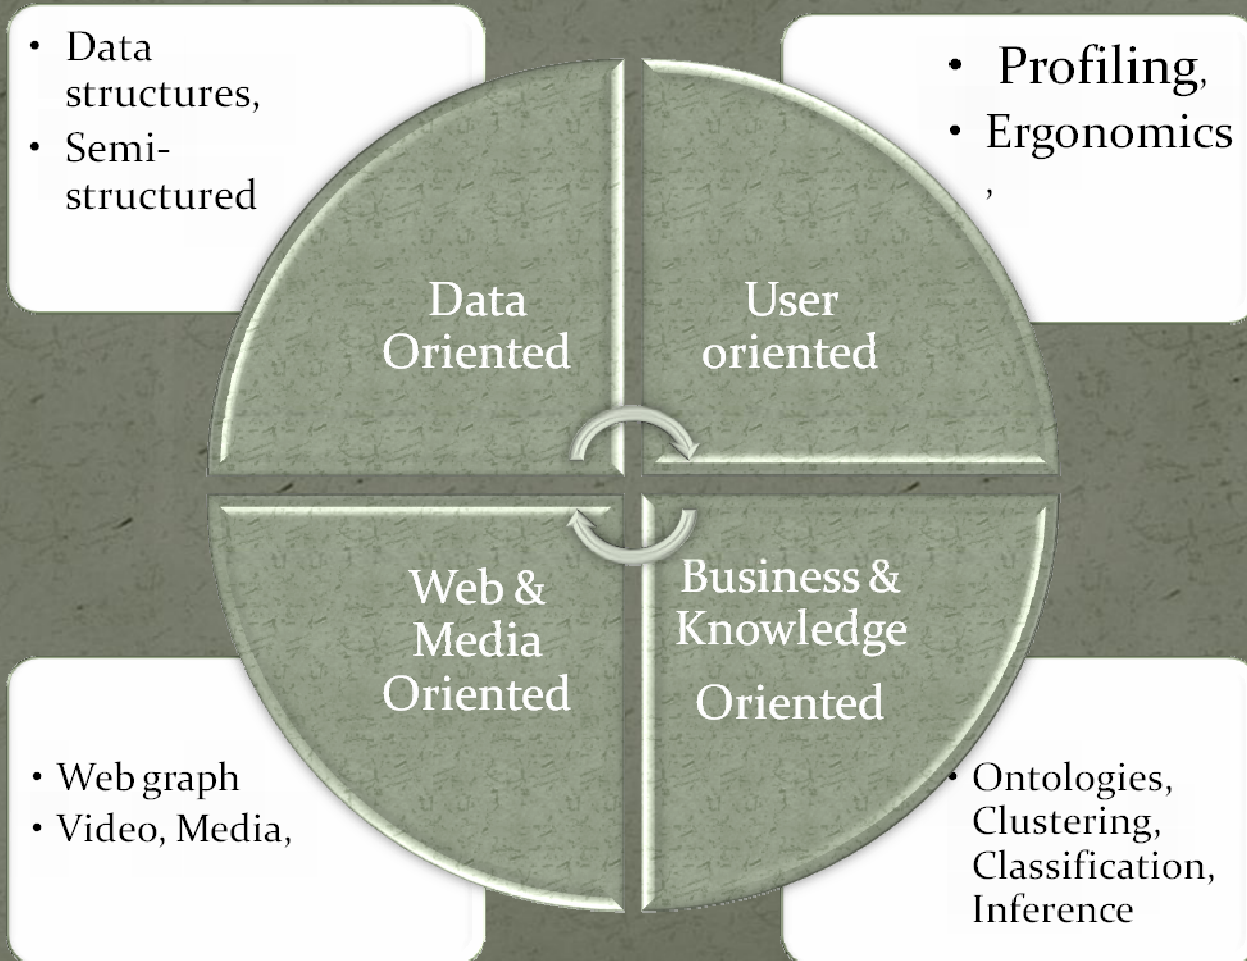 • Data
structures,
• Semi-
structured
• Profiling,
• Ergonomics
,
Data
Oriented
User
oriented
Web &
Media
Oriented
Business &
Knowledge
Oriented
• Web graph
• Video, Media,
• Ontologies,
Clustering,
Classification,
Inference